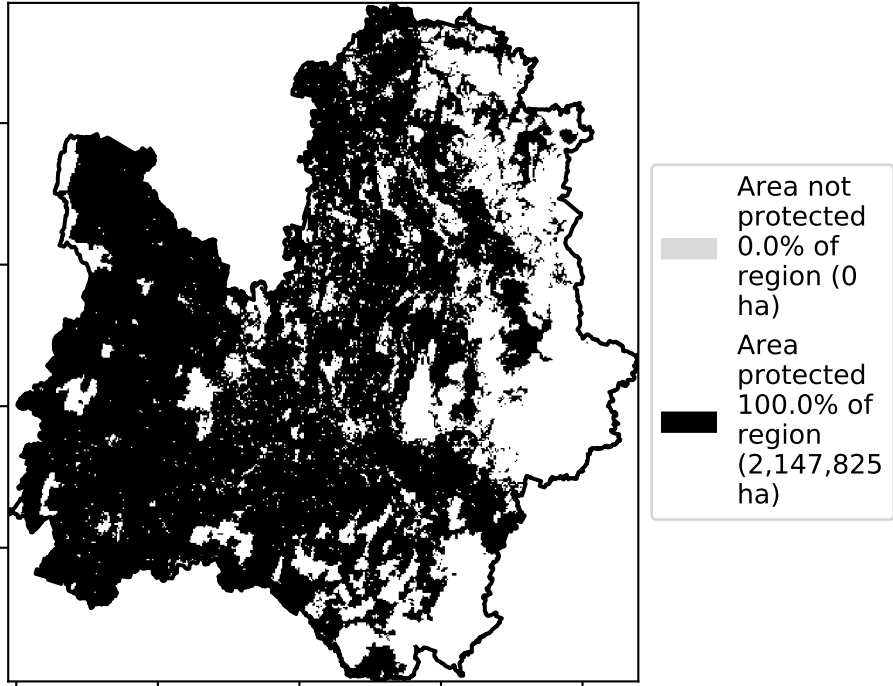 Area not
protected
0.0% of
region (0
ha)
Area
protected
100.0% of
region
(2,147,825
ha)